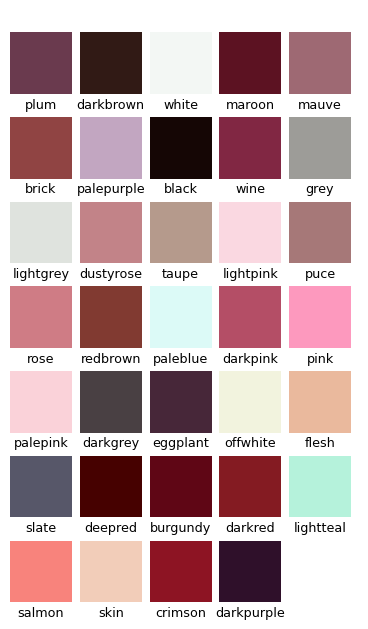 plum darkbrown white maroon mauve
brick palepurple black wine grey
lightgrey dustyrose taupe lightpink puce
rose redbrown paleblue darkpink pink
palepink darkgrey eggplant offwhite flesh
slate deepred burgundy darkred lightteal
salmon skin crimson darkpurple